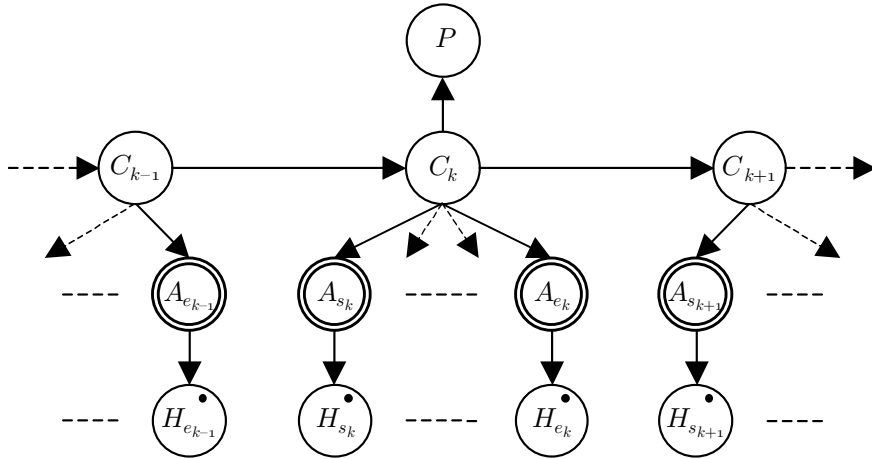 P
C_{k-1} C_k C_{k+1}
A_{e_{k-1}} A_{s_k} A_{e_k} A_{s_{k+1}}
H_{e_{k-1}} H_{s_k} H_{e_k} H_{s_{k+1}}